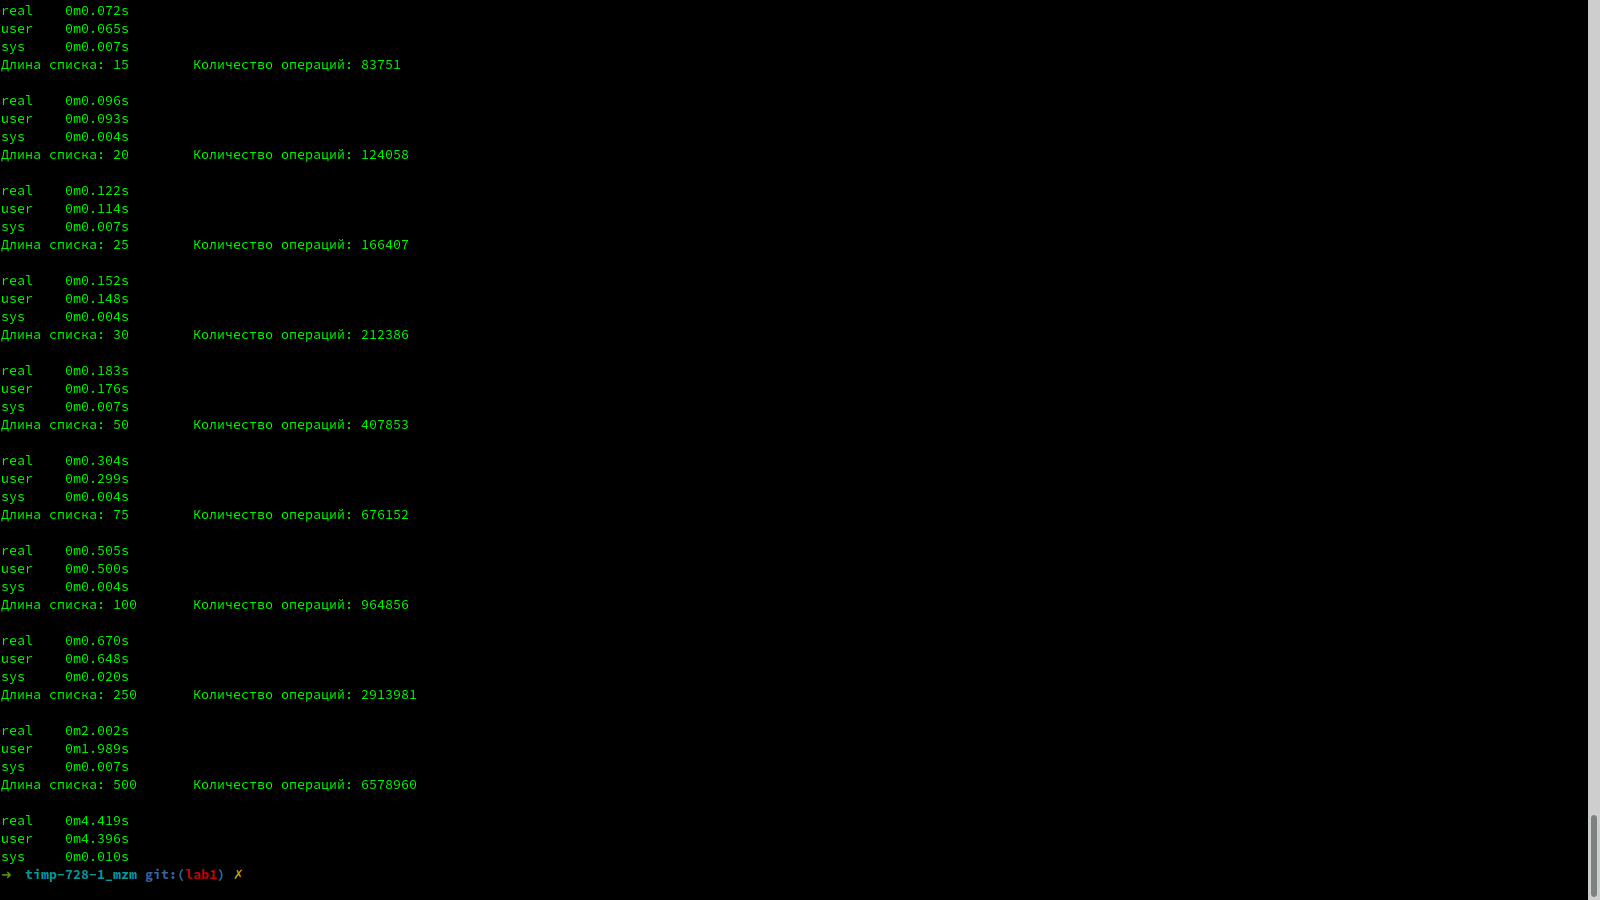 real    0m0.072s
user    0m0.065s
sys     0m0.007s
Длина списка: 15        Количество операций: 83751
real    0m0.096s
user    0m0.093s
sys     0m0.004s
Длина списка: 20        Количество операций: 124058
real    0m0.122s
user    0m0.114s
sys     0m0.007s
Длина списка: 25        Количество операций: 166407
real    0m0.152s
user    0m0.148s
sys     0m0.004s
Длина списка: 30        Количество операций: 212386
real    0m0.183s
user    0m0.176s
sys     0m0.007s
Длина списка: 50        Количество операций: 407853
real    0m0.304s
user    0m0.299s
sys     0m0.004s
Длина списка: 75        Количество операций: 676152
real    0m0.505s
user    0m0.500s
sys     0m0.004s
Длина списка: 100       Количество операций: 964856
real    0m0.670s
user    0m0.648s
sys     0m0.020s
Длина списка: 250       Количество операций: 2913981
real    0m2.002s
user    0m1.989s
sys     0m0.007s
Длина списка: 500       Количество операций: 6578960
real    0m4.419s
user    0m4.396s
sys     0m0.010s
→  timp-728-1_mzm git:(lab1) ✗